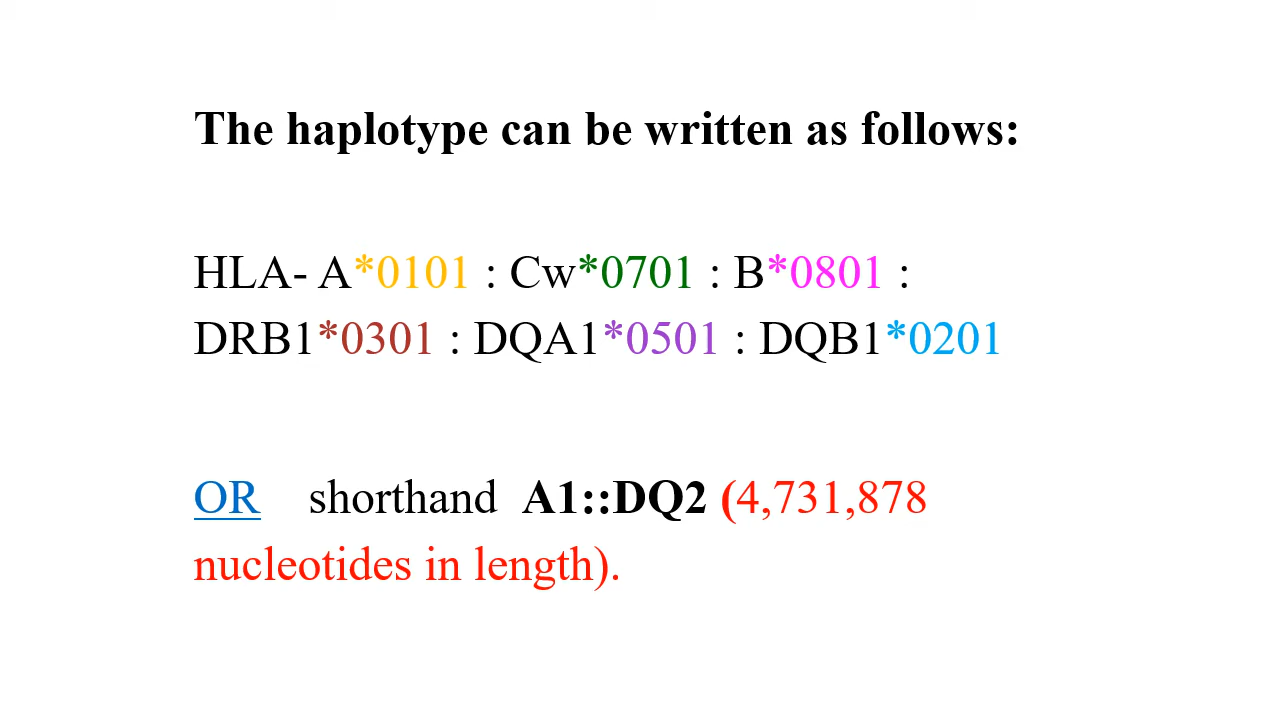 The haplotype can be written as follows:
HLA- A*0101 : Cw*0701 : B*0801 :
DRB1*0301 : DQA1*0501 : DQB1*0201
OR shorthand A1::DQ2 (4,731,878
nucleotides in length).